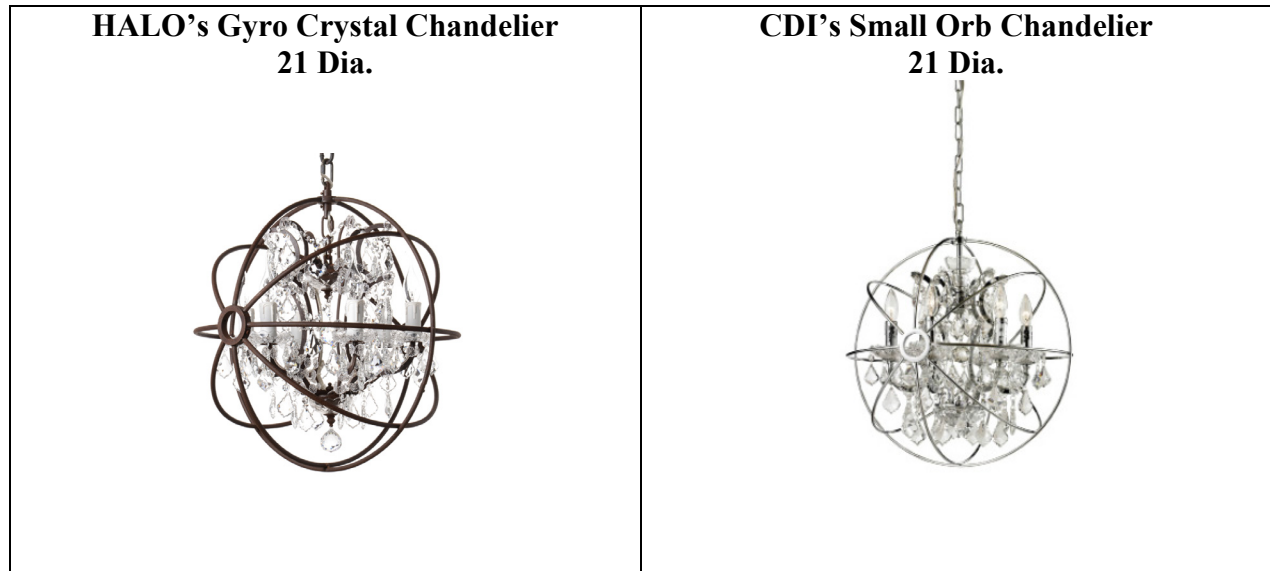 HALO’s Gyro Crystal Chandelier
21 Dia.
CDI’s Small Orb Chandelier
21 Dia.